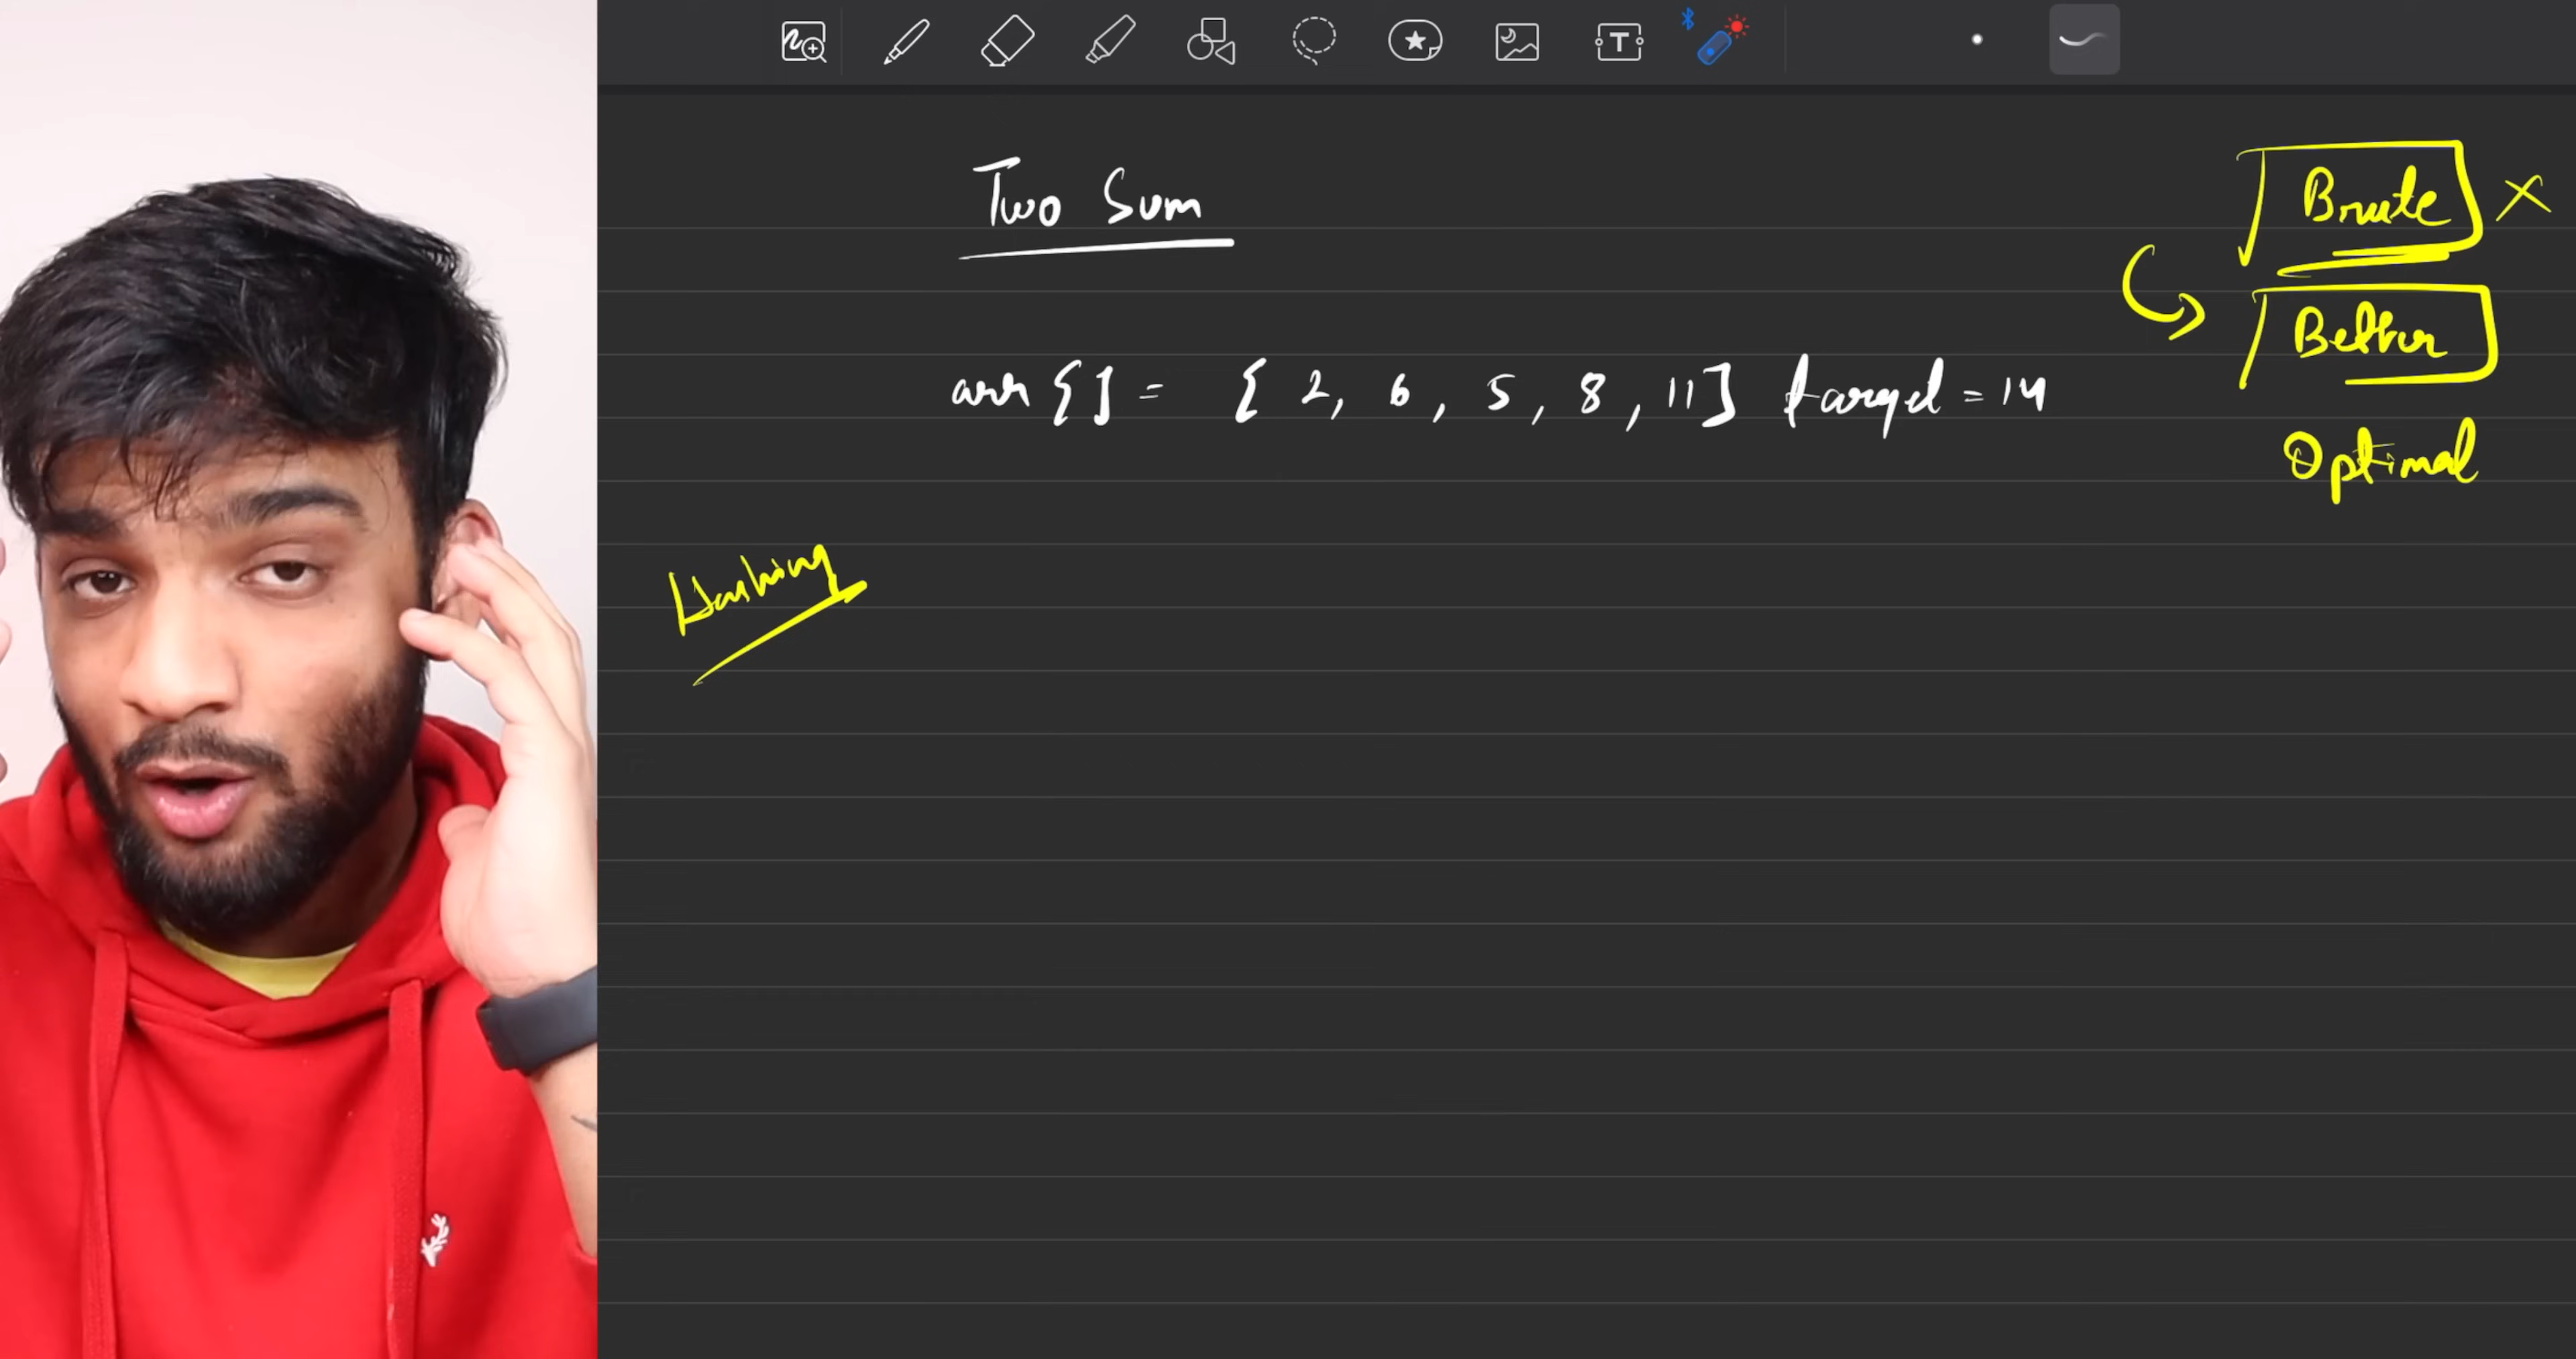 Two Sum
arr [] = [ 2, 6, 5, 8, 11 ] target = 14
Brute X
Better
Optimal
Hashing
T